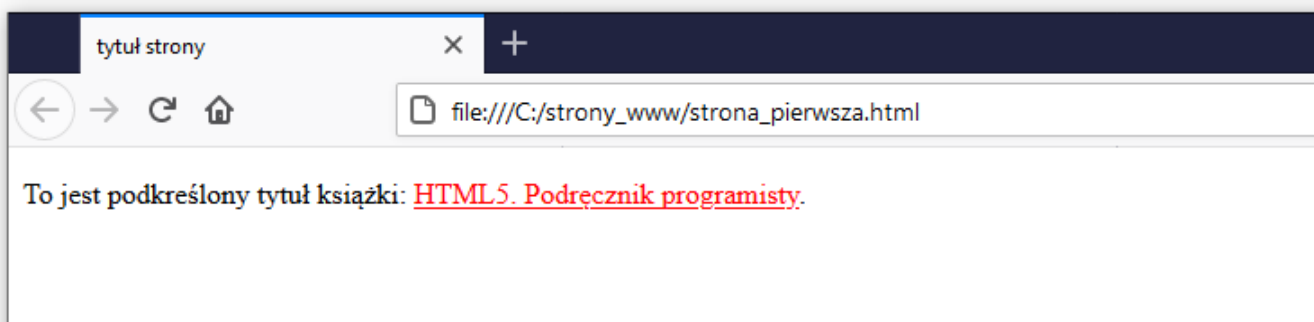 tytuł strony
file:///C:/strony_www/strona_pierwsza.html
To jest podkreślony tytuł książki: HTML5. Podręcznik programisty.